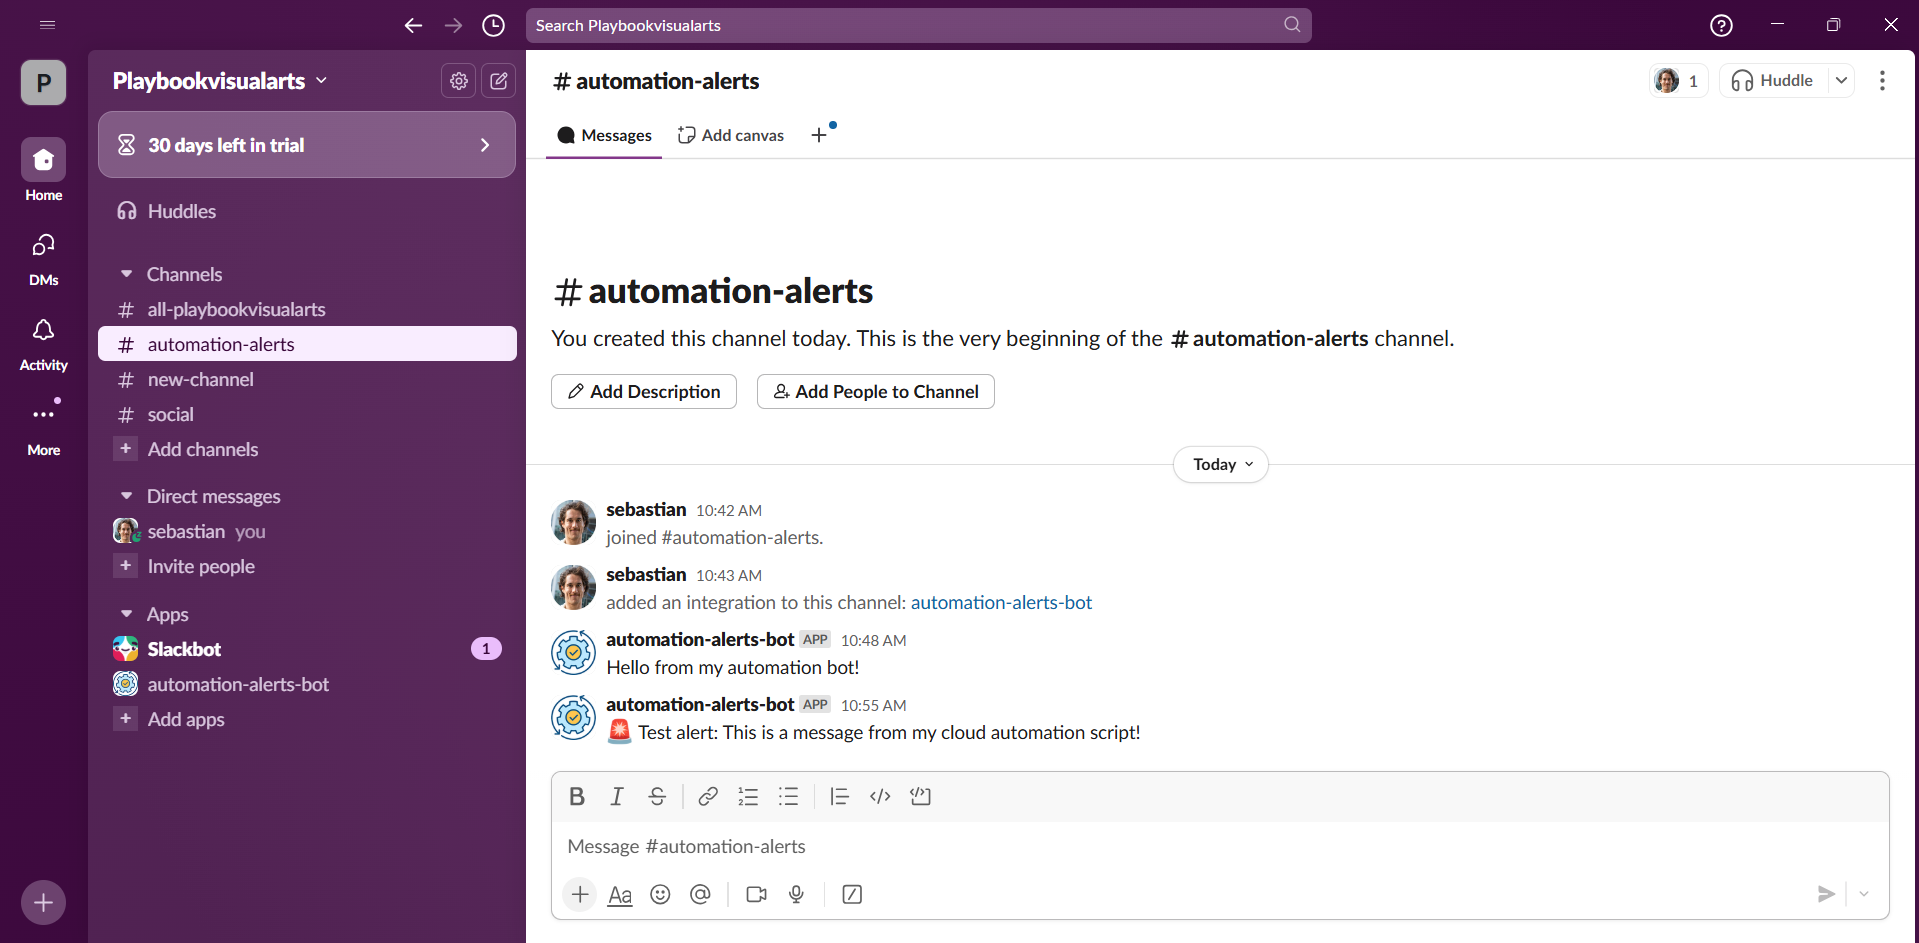 Search Playbookvisualarts
P
Home
DMs
Activity
More
Playbookvisualarts
30 days left in trial
Huddles
Channels
# all-playbookvisualarts
# automation-alerts
# new-channel
# social
+ Add channels
Direct messages
sebastian you
+ Invite people
Apps
Slackbot 1
automation-alerts-bot
+ Add apps
# automation-alerts
1
Huddle
Messages
Add canvas
# automation-alerts
You created this channel today. This is the very beginning of the # automation-alerts channel.
Add Description
Add People to Channel
Today
sebastian 10:42 AM
joined #automation-alerts.
sebastian 10:43 AM
added an integration to this channel: automation-alerts-bot
automation-alerts-bot APP 10:48 AM
Hello from my automation bot!
automation-alerts-bot APP 10:55 AM
🚨 Test alert: This is a message from my cloud automation script!
B I S
Message #automation-alerts
+ Aa @